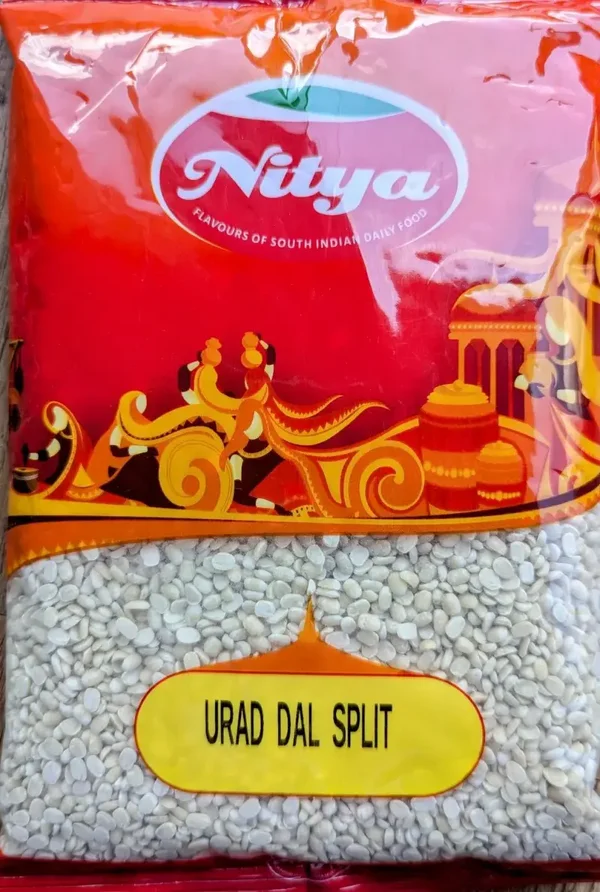 Nitya
FLAVOURS OF SOUTH INDIAN DAILY FOOD
URAD DAL SPLIT